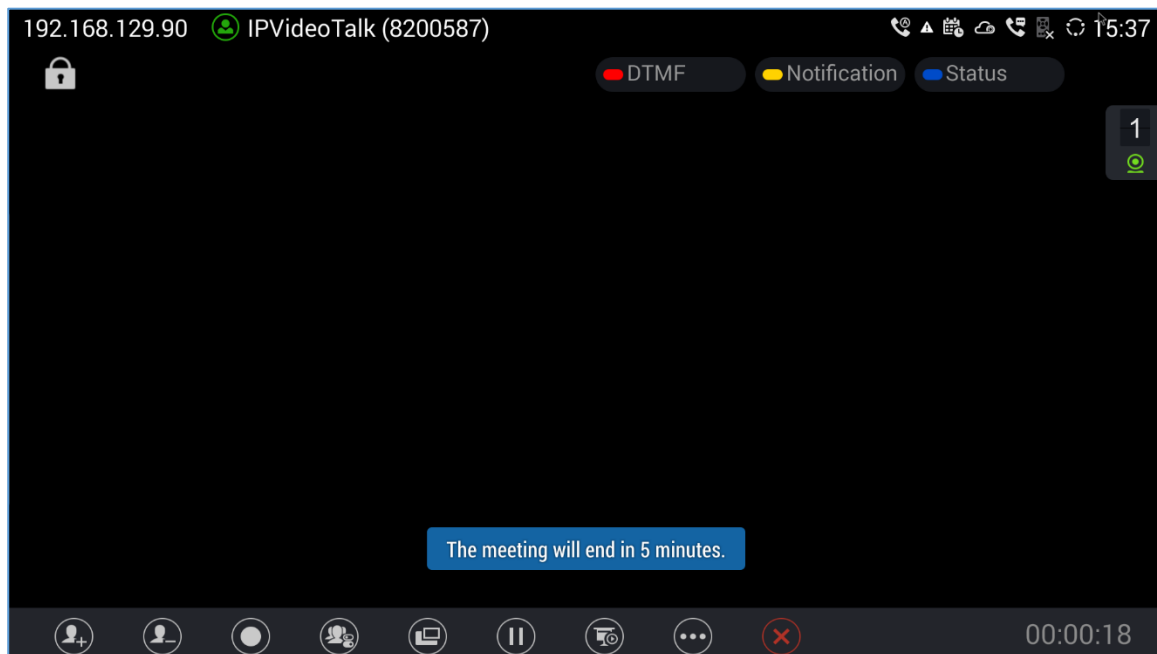 192.168.129.90 IPVideoTalk (8200587) 15:37
DTMF Notification Status
1
The meeting will end in 5 minutes.
00:00:18